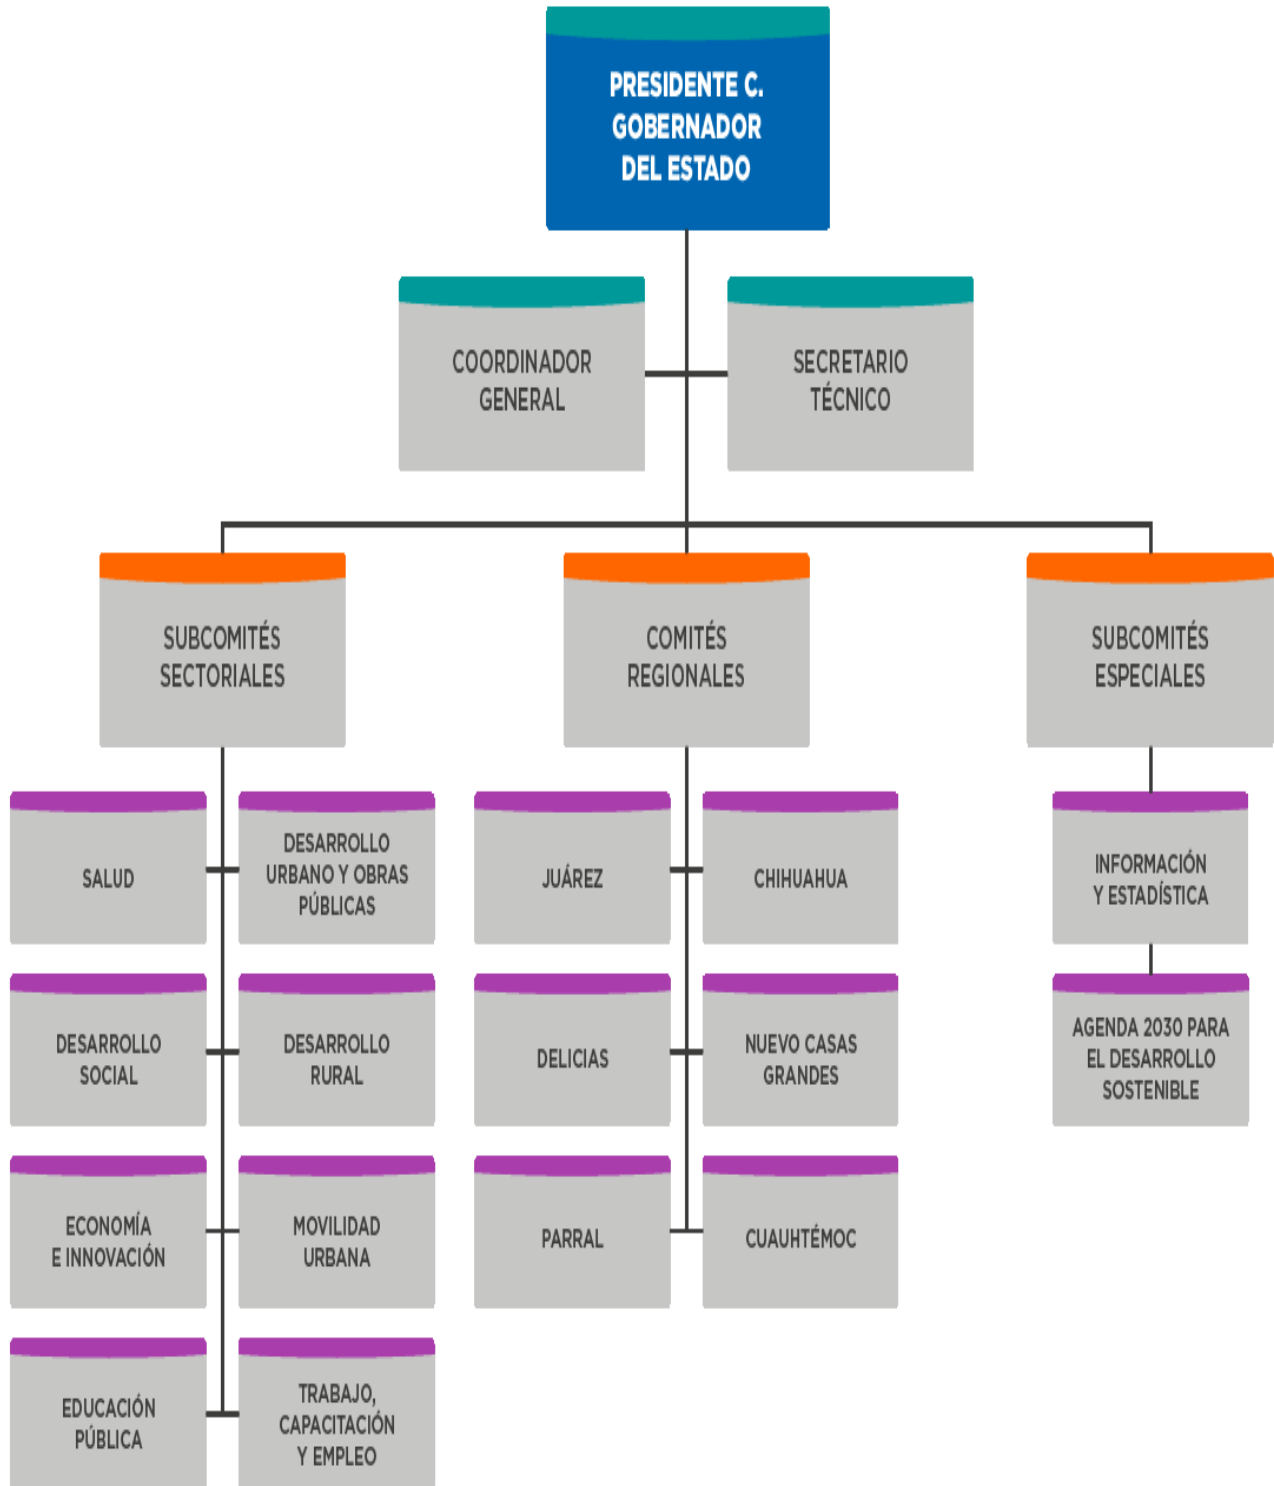 PRESIDENTE C.
GOBERNADOR
DEL ESTADO
COORDINADOR
GENERAL
SECRETARIO
TÉCNICO
SUBCOMITÉS
SECTORIALES
COMITÉS
REGIONALES
SUBCOMITÉS
ESPECIALES
SALUD
DESARROLLO
URBANO Y OBRAS
PÚBLICAS
JUÁREZ
CHIHUAHUA
INFORMACIÓN
Y ESTADÍSTICA
DESARROLLO
SOCIAL
DESARROLLO
RURAL
DELICIAS
NUEVO CASAS
GRANDES
AGENDA 2030 PARA
EL DESARROLLO
SOSTENIBLE
ECONOMÍA
E INNOVACIÓN
MOVILIDAD
URBANA
PARRAL
CUAUHTÉMOC
EDUCACIÓN
PÚBLICA
TRABAJO,
CAPACITACIÓN
Y EMPLEO